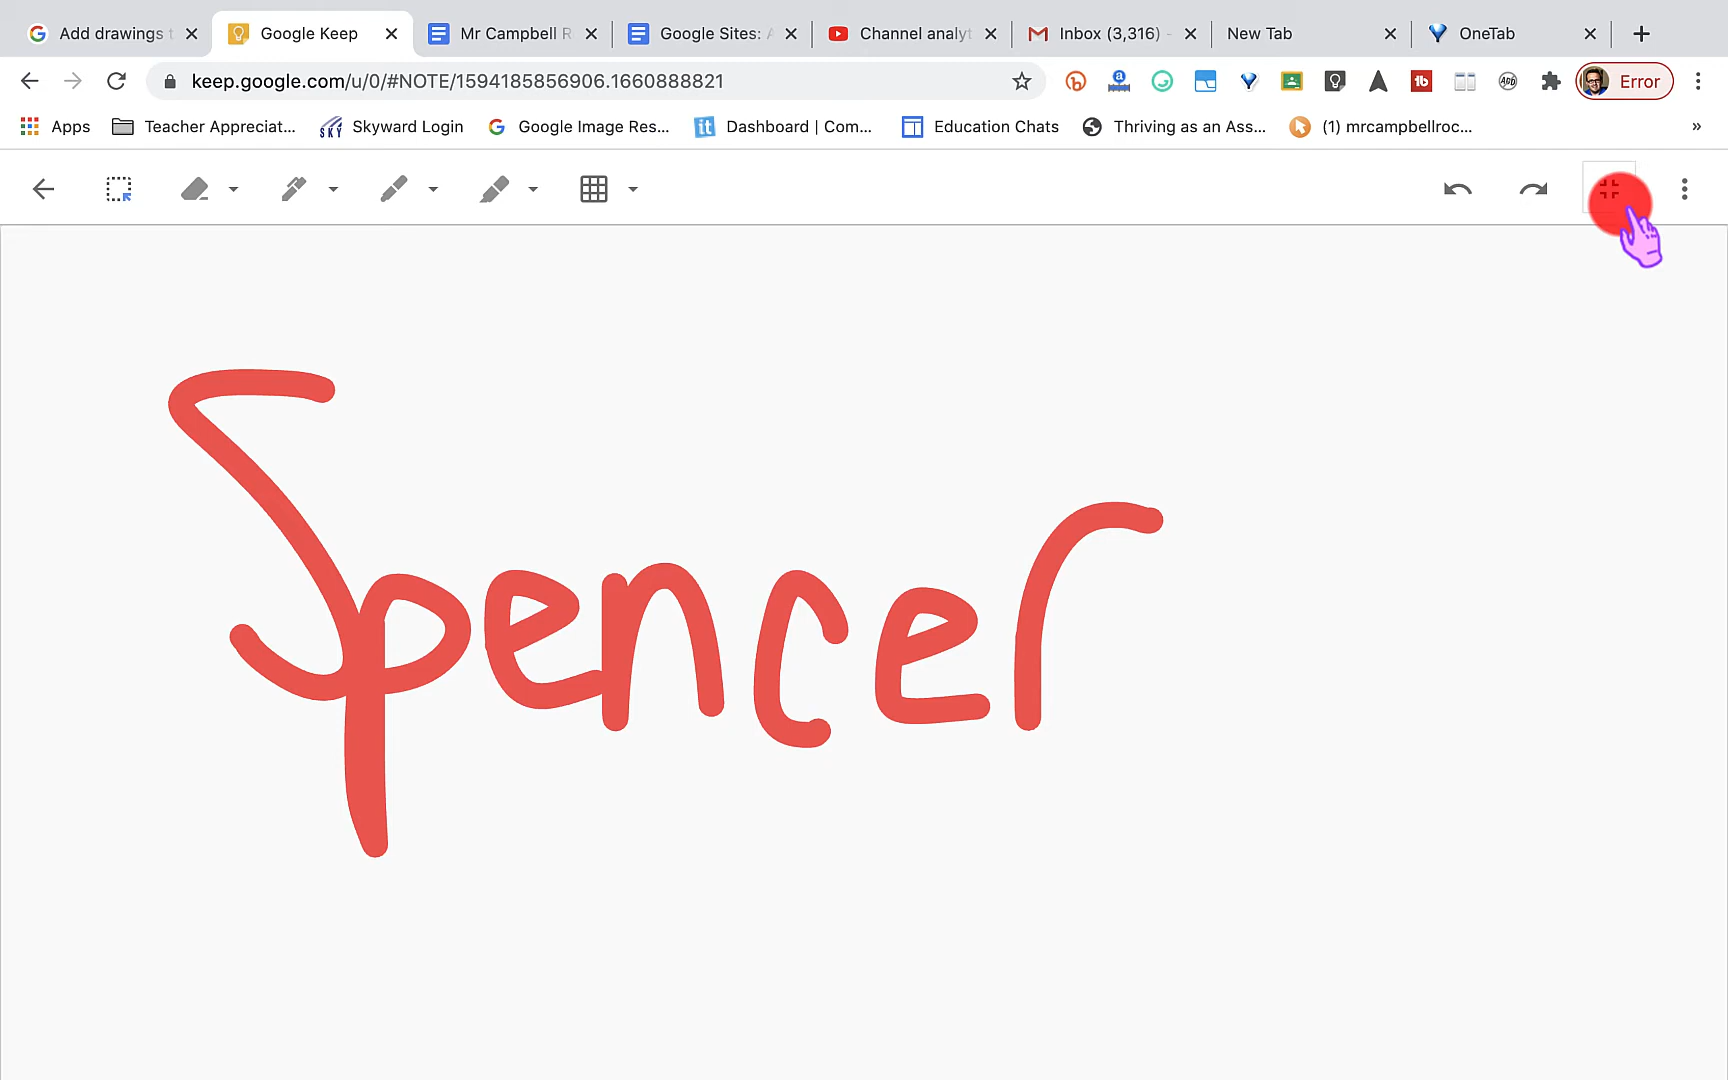 Add drawings t
Google Keep
Mr Campbell R
Google Sites: A
Channel analyt
Inbox (3,316) -
New Tab
OneTab
keep.google.com/u/0/#NOTE/1594185856906.1660888821
Error
Apps
Teacher Appreciat...
Skyward Login
Google Image Res...
Dashboard | Com...
Education Chats
Thriving as an Ass...
(1) mrcampbellroc...
»
Spencer